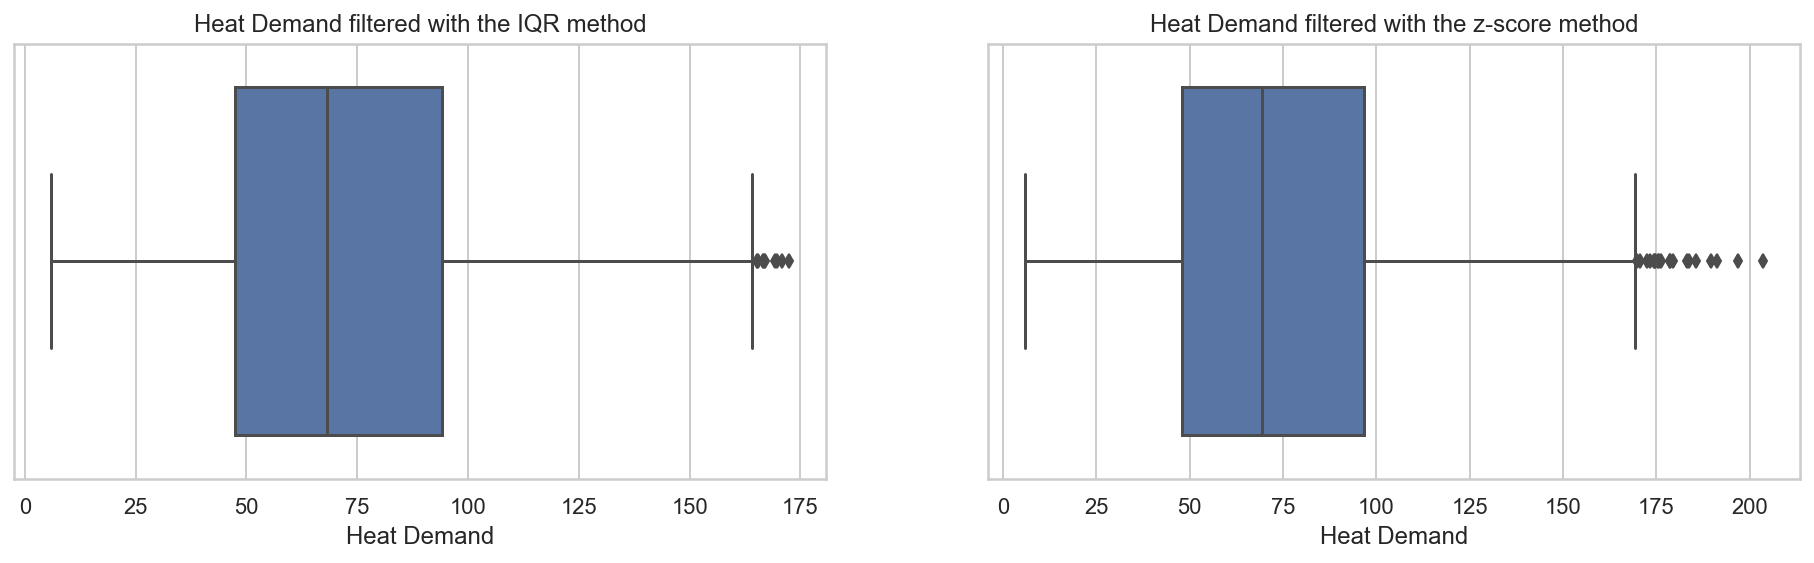 Heat Demand filtered with the IQR method
0 25 50 75 100 125 150 175
Heat Demand
Heat Demand filtered with the z-score method
0 25 50 75 100 125 150 175 200
Heat Demand